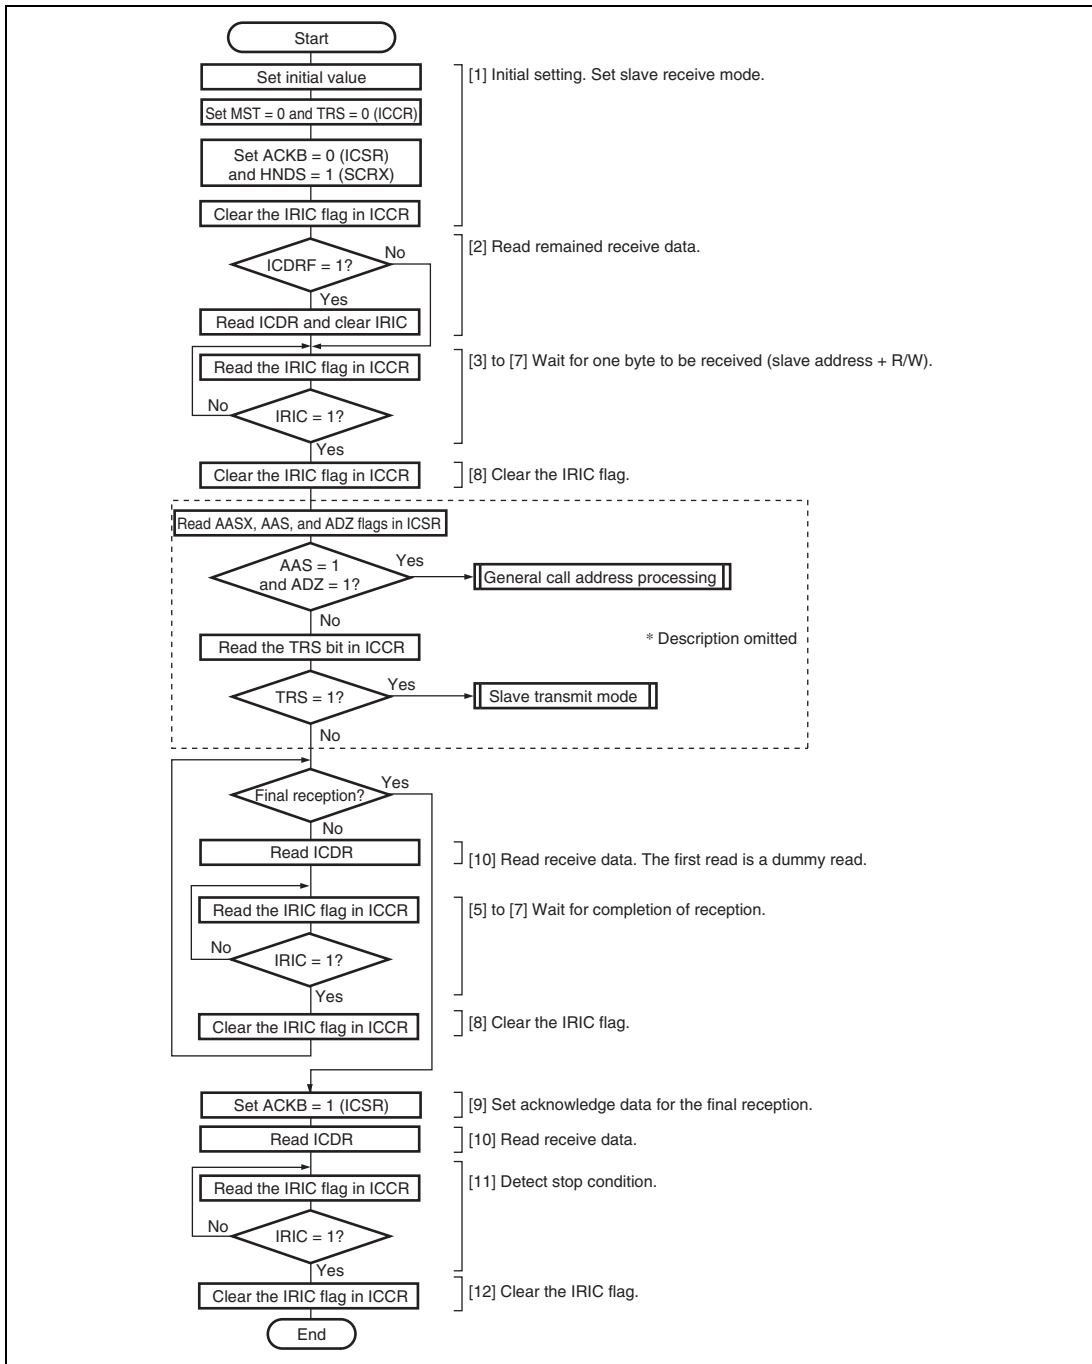 Start
Set initial value
[1] Initial setting. Set slave receive mode.
Set MST = 0 and TRS = 0 (ICCR)
Set ACKB = 0 (ICSR)
and HNDS = 1 (SCRX)
Clear the IRIC flag in ICCR
[2] Read remained receive data.
No
ICDRF = 1?
Yes
Read ICDR and clear IRIC
Read the IRIC flag in ICCR
[3] to [7] Wait for one byte to be received (slave address + R/W).
No
IRIC = 1?
Yes
Clear the IRIC flag in ICCR
[8] Clear the IRIC flag.
Read AASX, AAS, and ADZ flags in ICSR
AAS = 1
and ADZ = 1?
Yes
General call address processing
No
Read the TRS bit in ICCR
* Description omitted
TRS = 1?
Yes
Slave transmit mode
No
Final reception?
Yes
No
Read ICDR
[10] Read receive data. The first read is a dummy read.
Read the IRIC flag in ICCR
[5] to [7] Wait for completion of reception.
No
IRIC = 1?
Yes
Clear the IRIC flag in ICCR
[8] Clear the IRIC flag.
Set ACKB = 1 (ICSR)
[9] Set acknowledge data for the final reception.
Read ICDR
[10] Read receive data.
Read the IRIC flag in ICCR
[11] Detect stop condition.
No
IRIC = 1?
Yes
Clear the IRIC flag in ICCR
[12] Clear the IRIC flag.
End